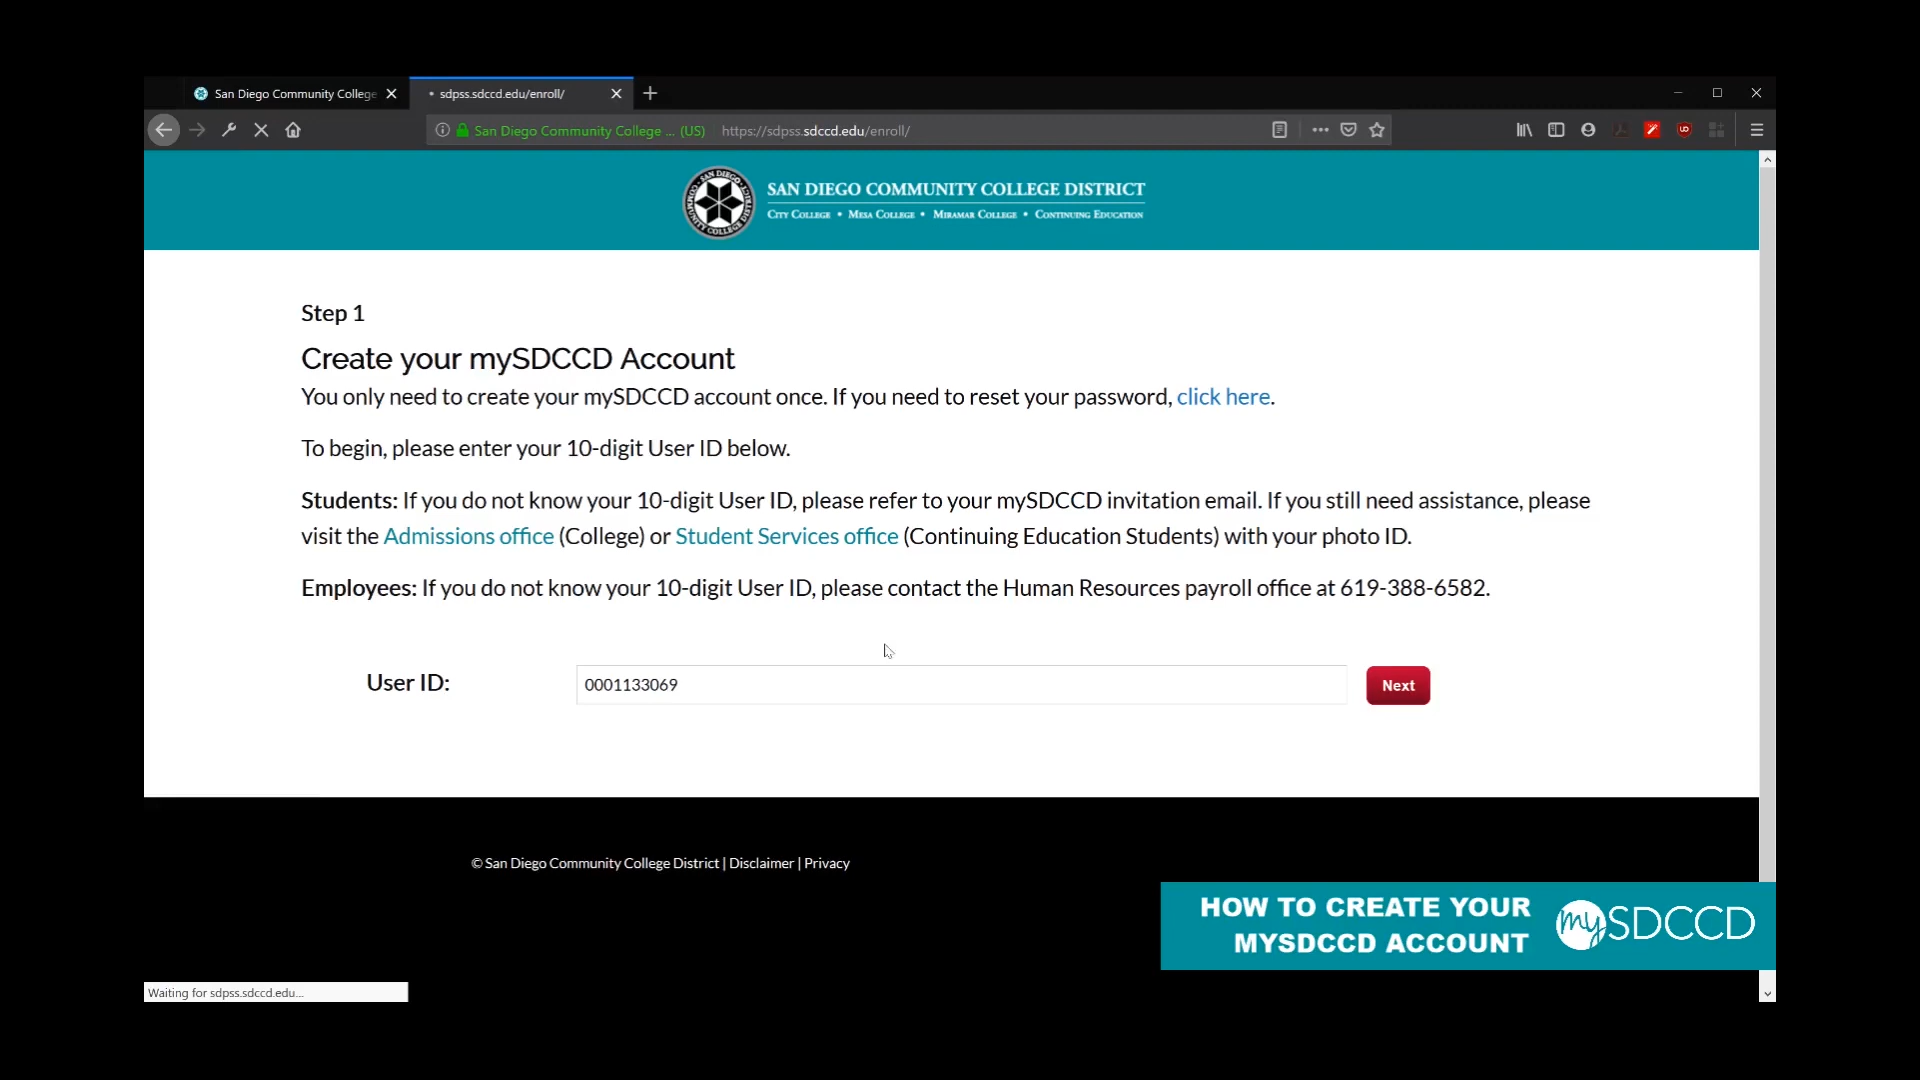 San Diego Community College
sdpss.sdccd.edu/enroll/
San Diego Community College ... (US)
https://sdpss.sdccd.edu/enroll/
SAN DIEGO COMMUNITY COLLEGE DISTRICT
CITY COLLEGE • MESA COLLEGE • MIRAMAR COLLEGE • CONTINUING EDUCATION
Step 1
Create your mySDCCD Account
You only need to create your mySDCCD account once. If you need to reset your password, click here.
To begin, please enter your 10-digit User ID below.
Students: If you do not know your 10-digit User ID, please refer to your mySDCCD invitation email. If you still need assistance, please
visit the Admissions office (College) or Student Services office (Continuing Education Students) with your photo ID.
Employees: If you do not know your 10-digit User ID, please contact the Human Resources payroll office at 619-388-6582.
User ID:
0001133069
Next
© San Diego Community College District | Disclaimer | Privacy
HOW TO CREATE YOUR
MYSDCCD ACCOUNT
mySDCCD
Waiting for sdpss.sdccd.edu...